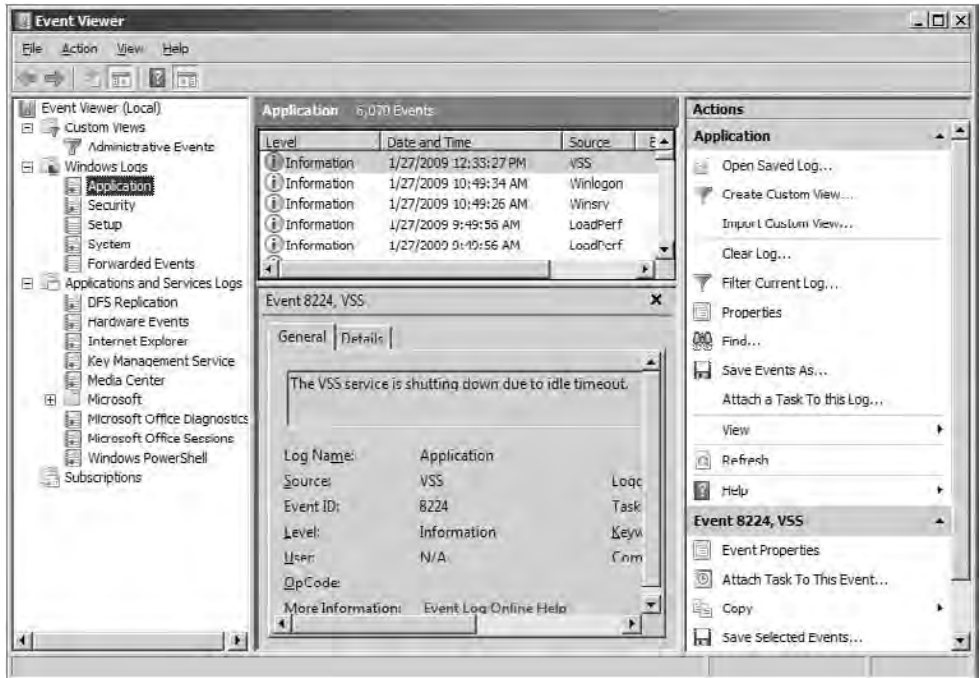 Event Viewer
File Action View Help
Event Viewer (Local)
Custom Views
Administrative Events
Windows Logs
Application
Security
Setup
System
Forwarded Events
Applications and Services Logs
DFS Replication
Hardware Events
Internet Explorer
Key Management Service
Media Center
Microsoft
Microsoft Office Diagnostics
Microsoft Office Sessions
Windows PowerShell
Subscriptions
Application 6,070 Events
Level Date and Time Source E
Information 1/27/2009 12:33:27 PM VSS
Information 1/27/2009 10:49:34 AM Winlogon
Information 1/27/2009 10:49:26 AM Winsrv
Information 1/27/2009 9:49:56 AM LoadPerf
Information 1/27/2009 9:49:56 AM LoadPerf
Event 8224, VSS
General Details
The VSS service is shutting down due to idle timeout.
Log Name: Application
Source: VSS Logg
Event ID: 8224 Task
Level: Information Keyw
User: N/A Com
OpCode:
More Information: Event Log Online Help
Actions
Application
Open Saved Log...
Create Custom View...
Import Custom View...
Clear Log...
Filter Current Log...
Properties
Find...
Save Events As...
Attach a Task To this Log...
View
Refresh
Help
Event 8224, VSS
Event Properties
Attach Task To This Event...
Copy
Save Selected Events...